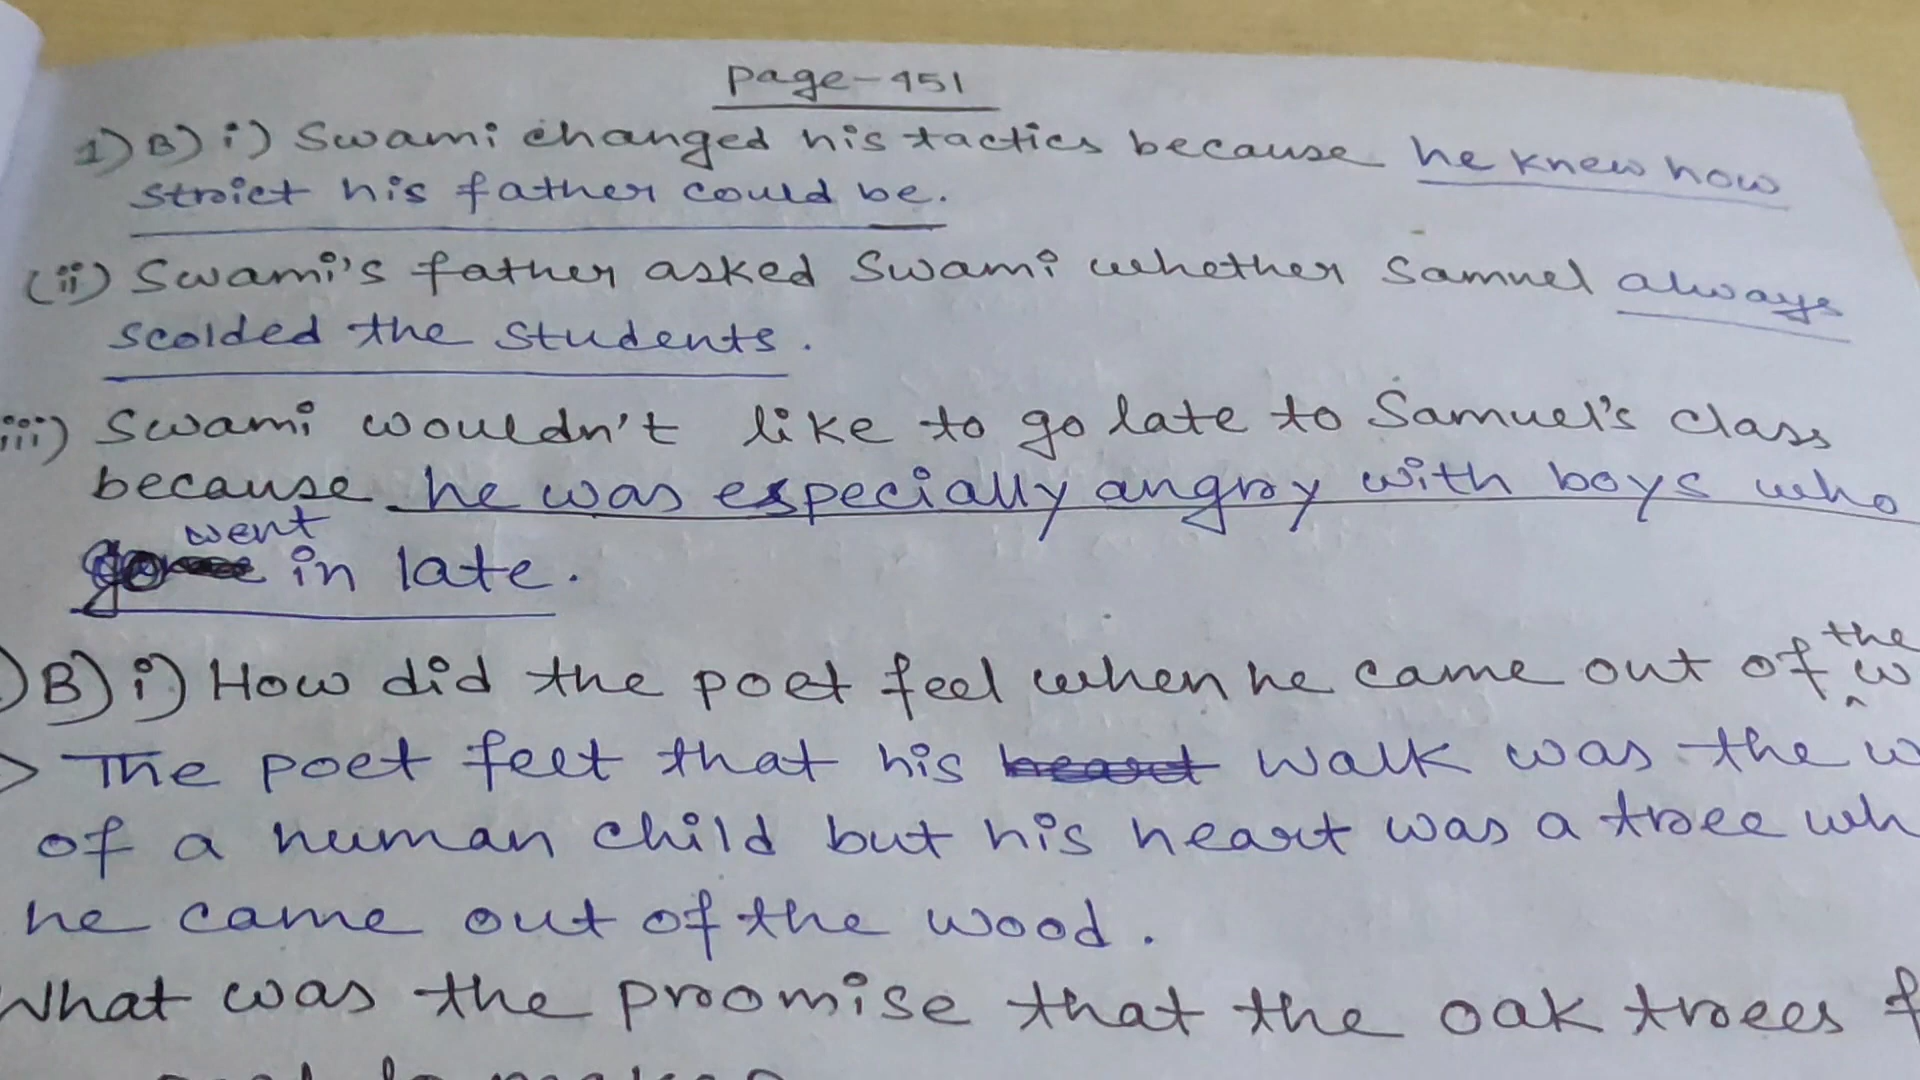 page-451
1) B) i) Swami changed his tactics because he knew how
strict his father could be.
(ii) Swami's father asked Swami whether Samuel always
scolded the students.
iii) Swami wouldn't like to go late to Samuel's class
because he was especially angry with boys who
went in late.
) B) i) How did the poet feel when he came out of the
> The poet felt that his heart walk was the
of a human child but his heart was a tree
he came out of the wood.
What was the promise that the oak trees